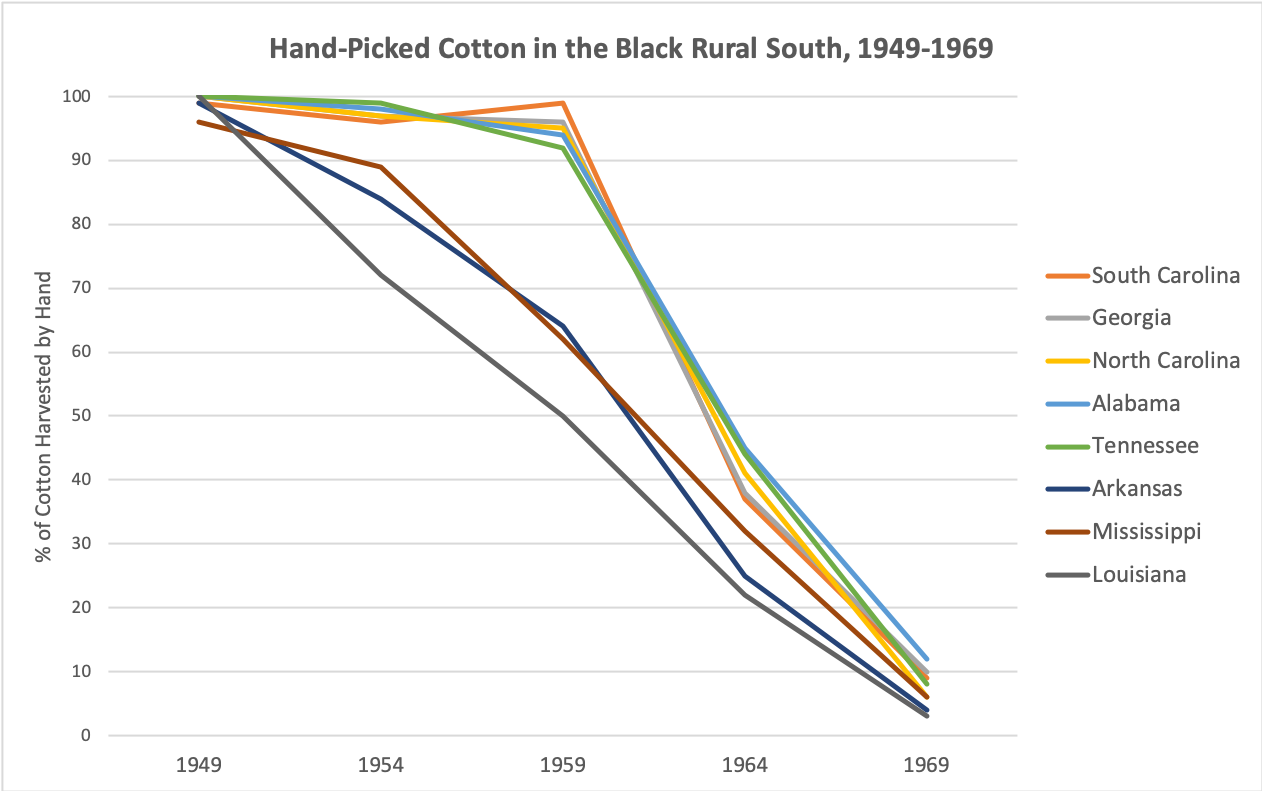 Hand-Picked Cotton in the Black Rural South, 1949-1969
% of Cotton Harvested by Hand
100
90
80
70
60
50
40
30
20
10
0
1949 1954 1959 1964 1969
South Carolina
Georgia
North Carolina
Alabama
Tennessee
Arkansas
Mississippi
Louisiana